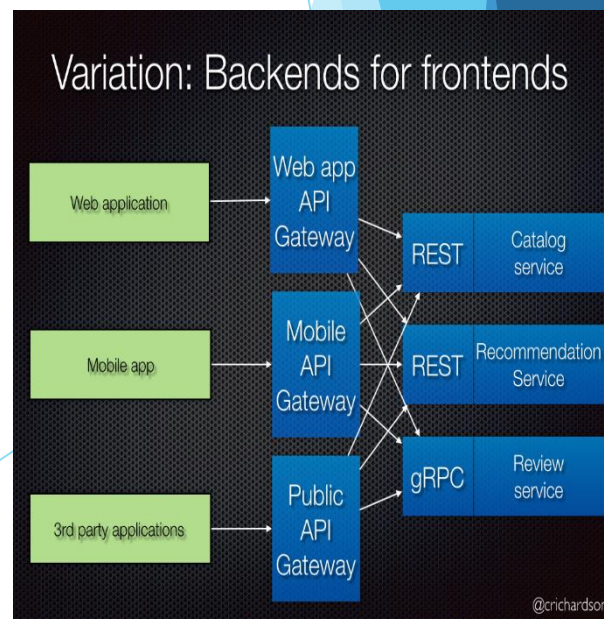 Variation: Backends for frontends
Web application
Web app
API
Gateway
REST
Catalog
service
Mobile app
Mobile
API
Gateway
REST
Recommendation
Service
3rd party applications
Public
API
Gateway
gRPC
Review
service
@crichardson